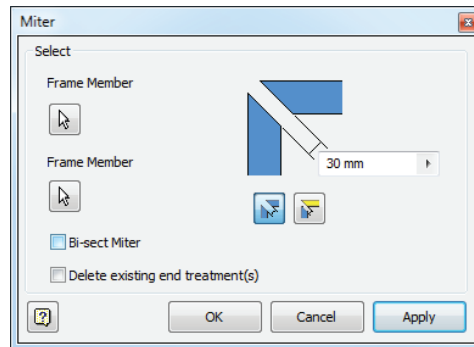 Miter
Select
Frame Member
Frame Member
30 mm
Bi-sect Miter
Delete existing end treatment(s)
?
OK
Cancel
Apply